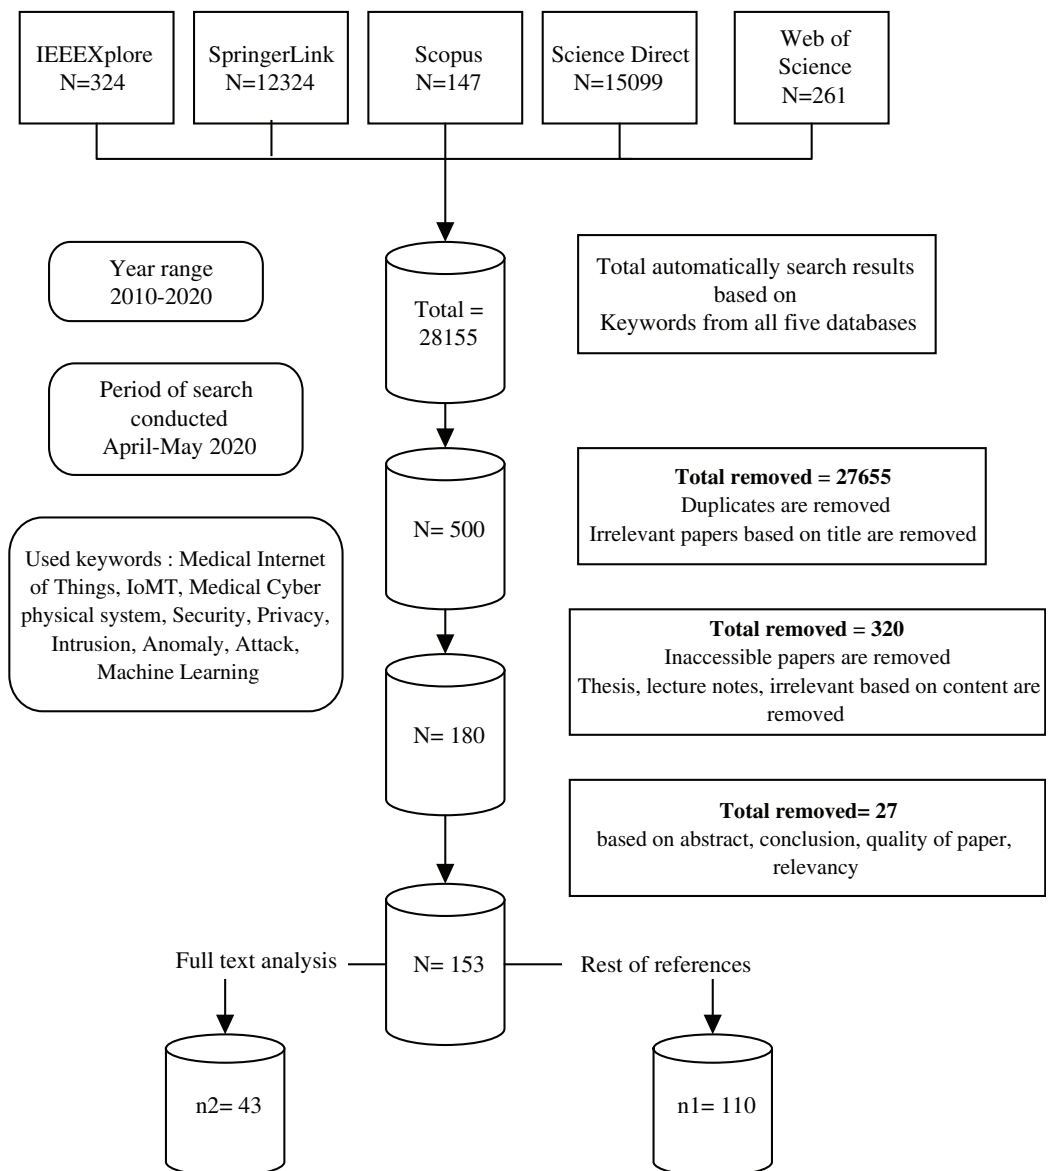 IEEEXplore
N=324
SpringerLink
N=12324
Scopus
N=147
Science Direct
N=15099
Web of
Science
N=261
Year range
2010-2020
Total =
28155
Total automatically search results
based on
Keywords from all five databases
Period of search
conducted
April-May 2020
N= 500
Total removed = 27655
Duplicates are removed
Irrelevant papers based on title are removed
Used keywords : Medical Internet
of Things, IoMT, Medical Cyber
physical system, Security, Privacy,
Intrusion, Anomaly, Attack,
Machine Learning
N= 180
Total removed = 320
Inaccessible papers are removed
Thesis, lecture notes, irrelevant based on content are
removed
Total removed= 27
based on abstract, conclusion, quality of paper,
relevancy
Full text analysis
N= 153
Rest of references
n2= 43
n1= 110